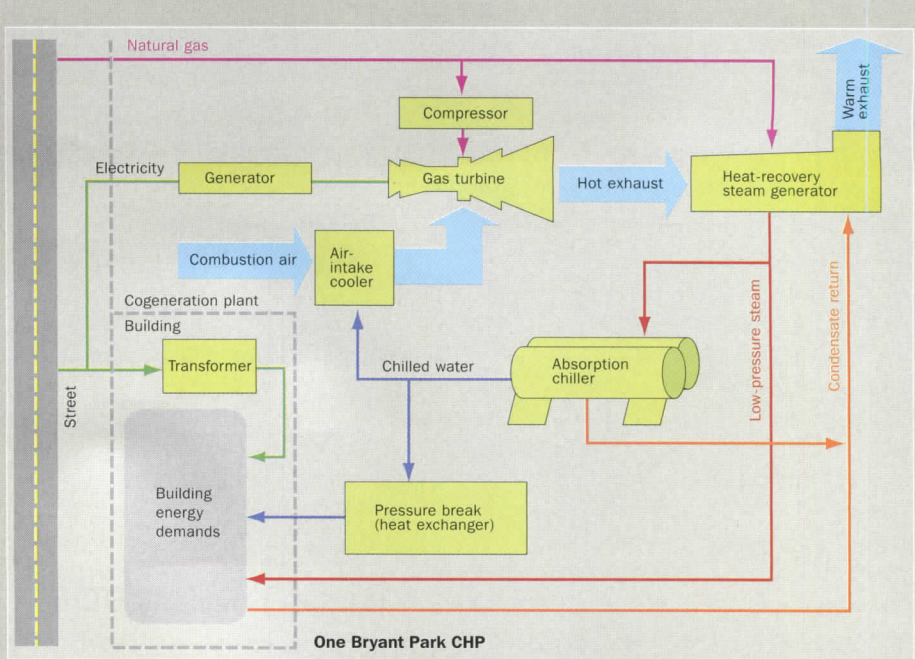 Natural gas
Warm
exhaust
Compressor
Electricity
Generator
Gas turbine
Hot exhaust
Heat-recovery
steam generator
Combustion air
Air-
intake
cooler
Cogeneration plant
Building
Transformer
Chilled water
Absorption
chiller
Low-pressure steam
Condensate return
Street
Building
energy
demands
Pressure break
(heat exchanger)
One Bryant Park CHP